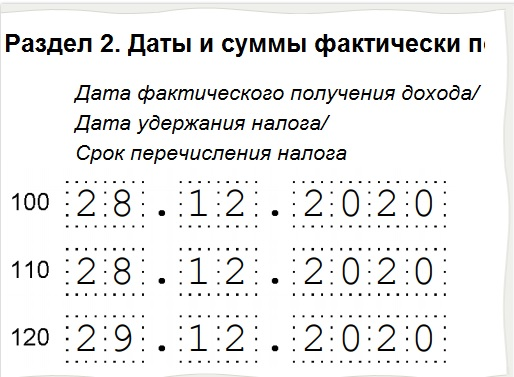 Раздел 2. Даты и суммы фактически
Дата фактического получения дохода/
Дата удержания налога/
Срок перечисления налога
100 28.12.2020
110 28.12.2020
120 29.12.2020